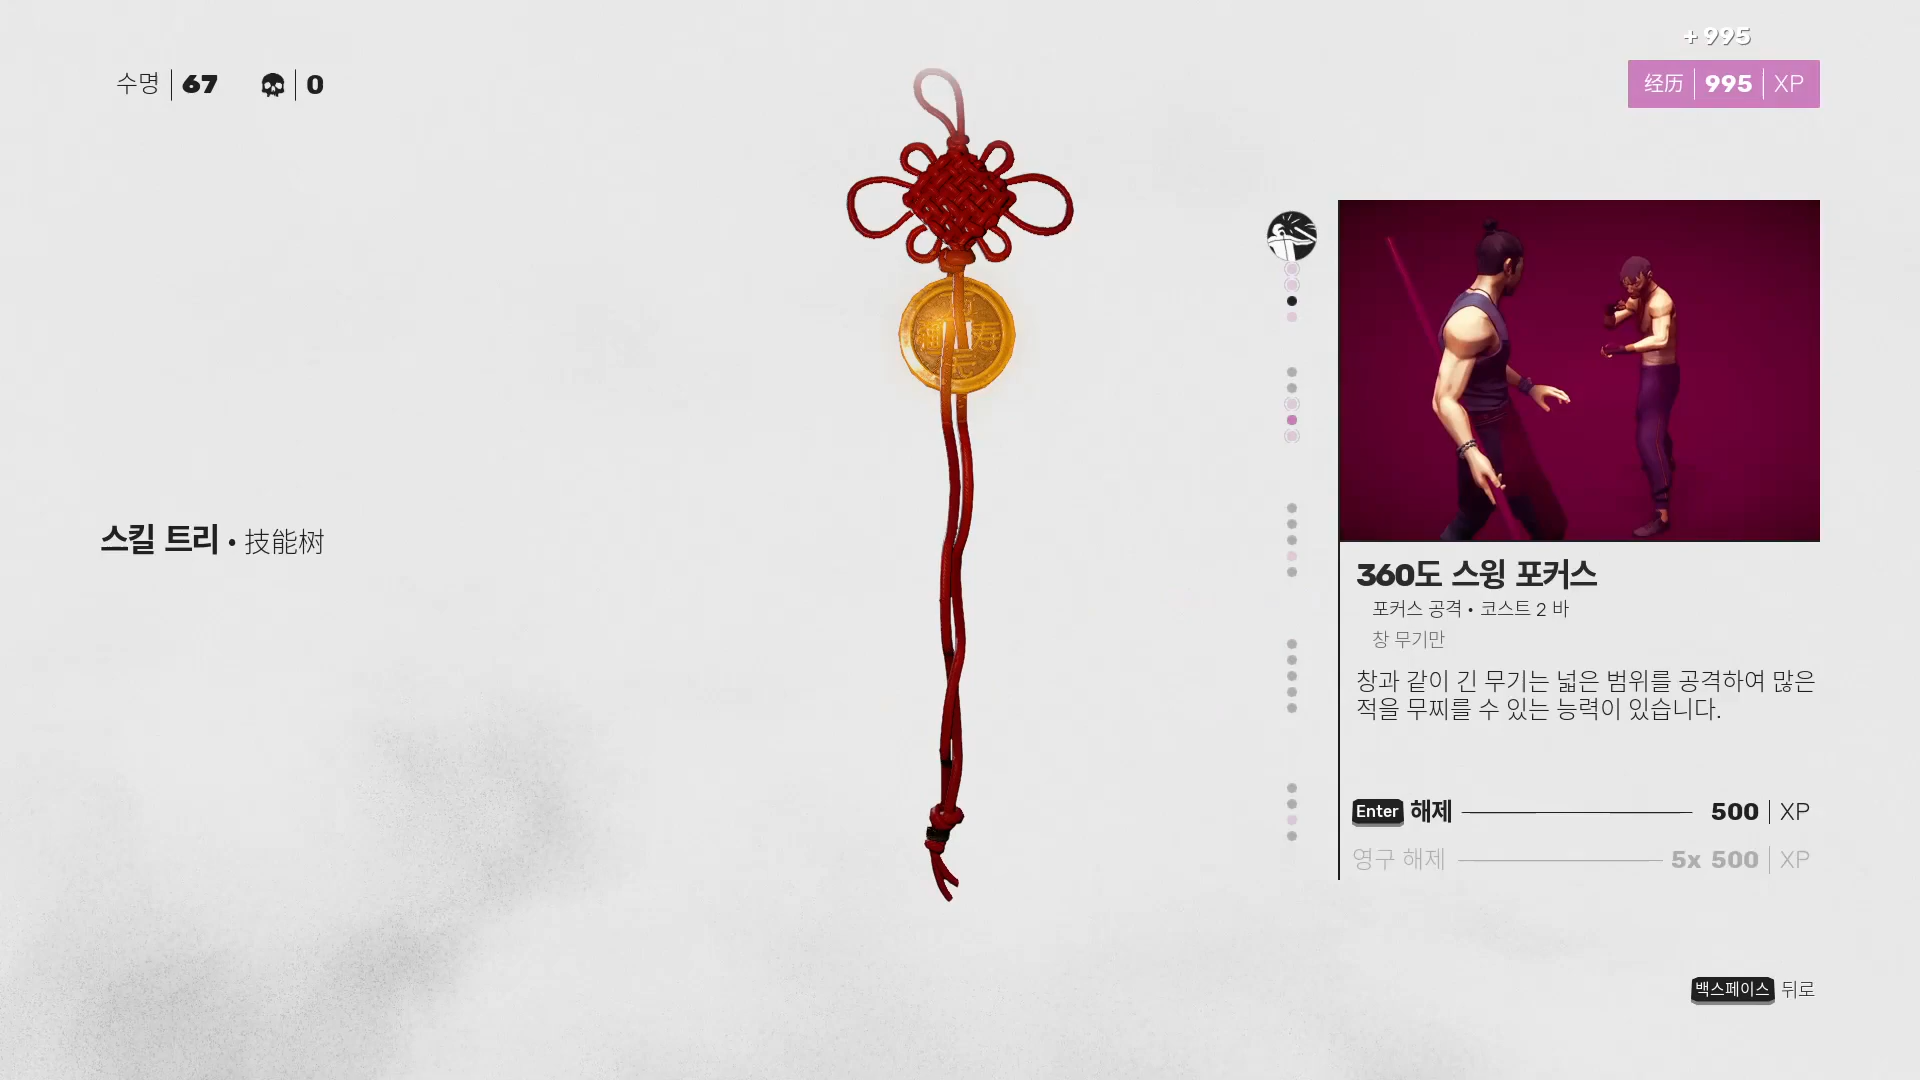 + 995
수명 67 0
经历 995 XP
스킬 트리 • 技能树
360도 스윙 포커스
포커스 공격 • 코스트 2 바
창 무기만
창과 같이 긴 무기는 넓은 범위를 공격하여 많은
적을 무찌를 수 있는 능력이 있습니다.
Enter 해제 500 XP
영구 해제 5x 500 XP
백스페이스 뒤로